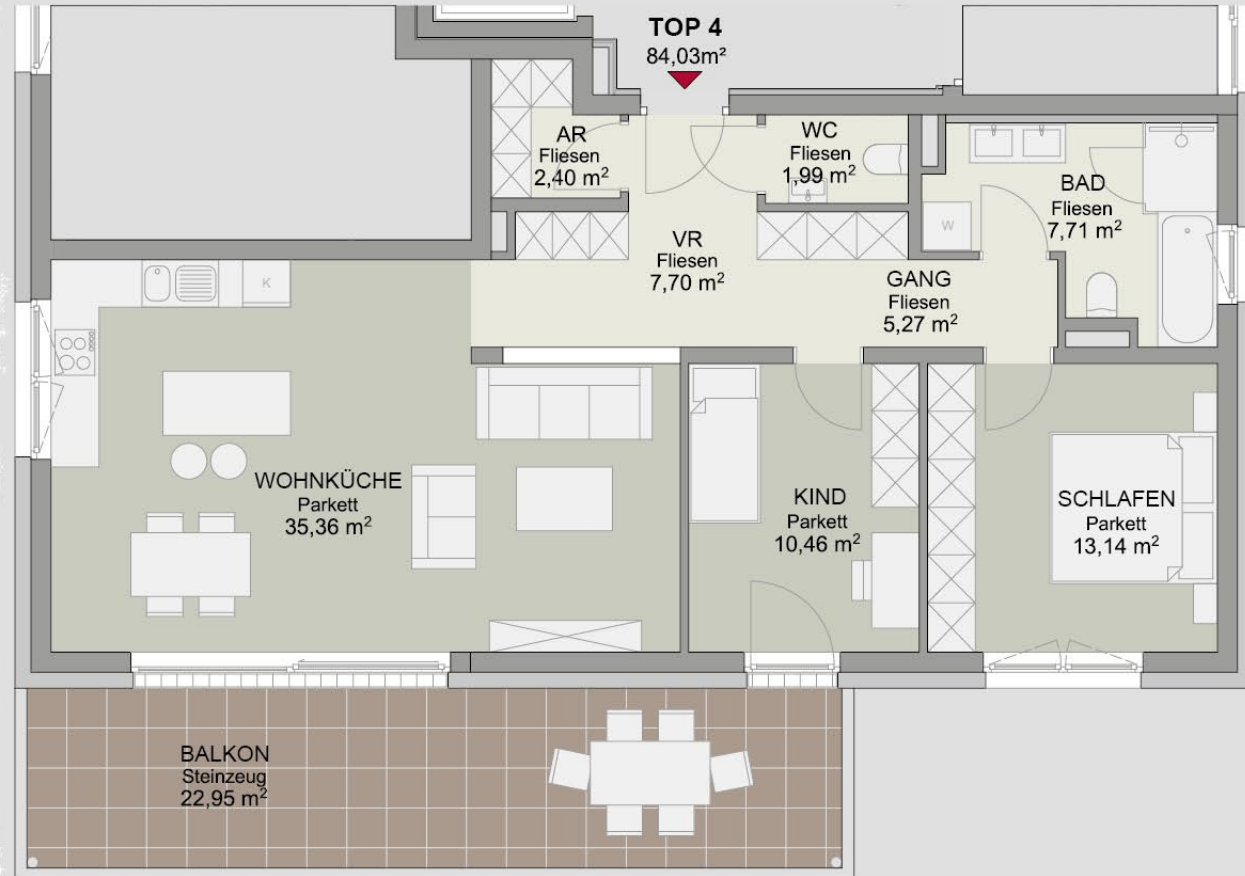 TOP 4
84,03m²
AR
Fliesen
2,40 m²
WC
Fliesen
1,99 m²
BAD
Fliesen
7,71 m²
W
VR
Fliesen
7,70 m²
GANG
Fliesen
5,27 m²
K
WOHNKÜCHE
Parkett
35,36 m²
KIND
Parkett
10,46 m²
SCHLAFEN
Parkett
13,14 m²
BALKON
Steinzeug
22,95 m²